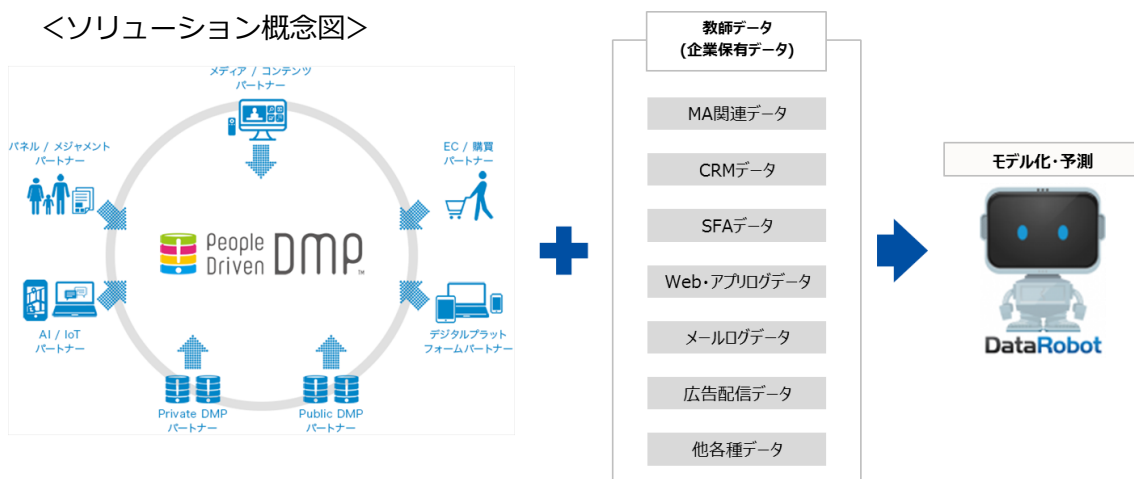 ＜ソリューション概念図＞
メディア / コンテンツ
パートナー
パネル / メジャメント
パートナー
EC / 購買
パートナー
People
Driven DMP™
AI / IoT
パートナー
デジタルプラット
フォームパートナー
Private DMP
パートナー
Public DMP
パートナー
教師データ
(企業保有データ)
MA関連データ
CRMデータ
SFAデータ
Web・アプリログデータ
メールログデータ
広告配信データ
他各種データ
モデル化・予測
DataRobot